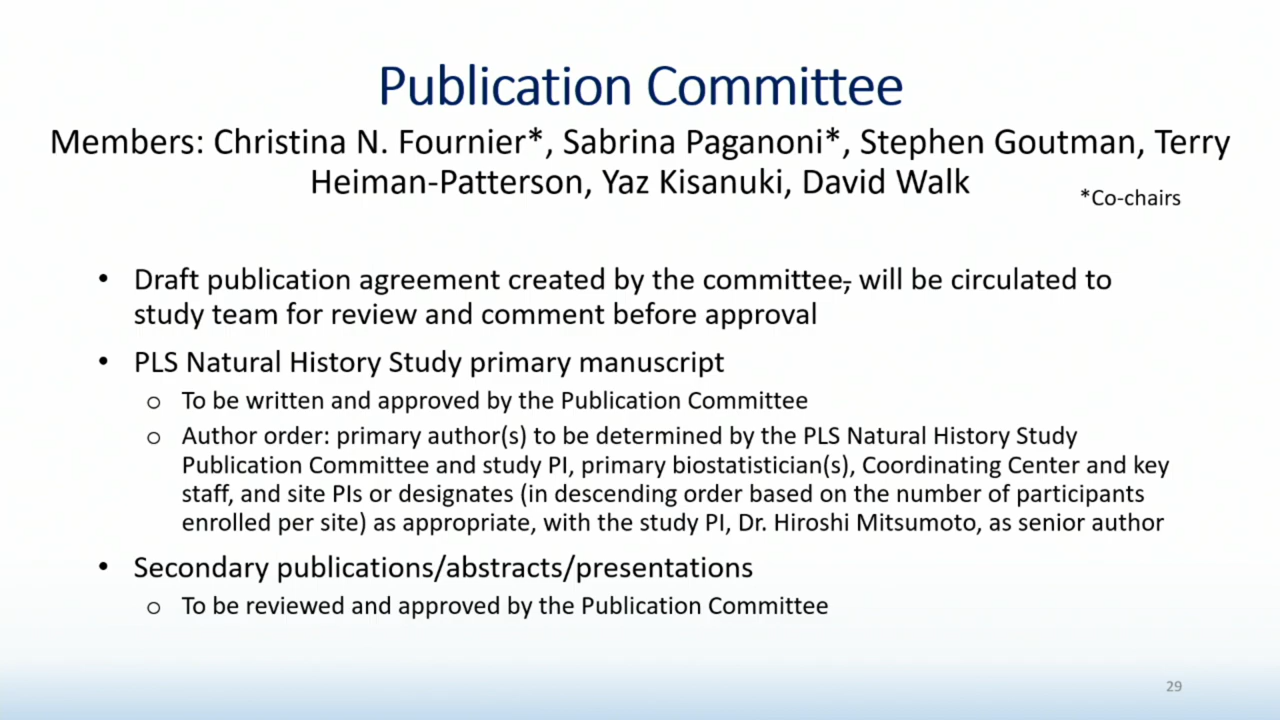 Publication Committee
Members: Christina N. Fournier*, Sabrina Paganoni*, Stephen Goutman, Terry
Heiman-Patterson, Yaz Kisanuki, David Walk
*Co-chairs
• Draft publication agreement created by the committee, will be circulated to
study team for review and comment before approval
• PLS Natural History Study primary manuscript
o To be written and approved by the Publication Committee
o Author order: primary author(s) to be determined by the PLS Natural History Study
Publication Committee and study PI, primary biostatistician(s), Coordinating Center and key
staff, and site PIs or designates (in descending order based on the number of participants
enrolled per site) as appropriate, with the study PI, Dr. Hiroshi Mitsumoto, as senior author
• Secondary publications/abstracts/presentations
o To be reviewed and approved by the Publication Committee
29